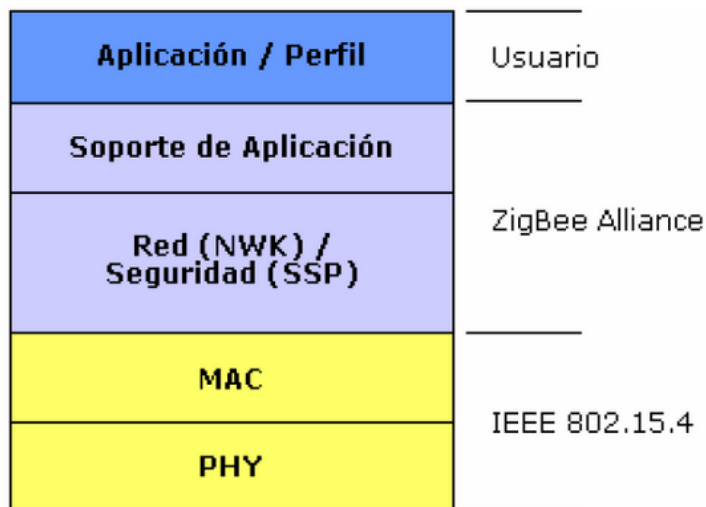 Aplicación / Perfil
Usuario
Soporte de Aplicación
ZigBee Alliance
Red (NWK) /
Seguridad (SSP)
MAC
IEEE 802.15.4
PHY